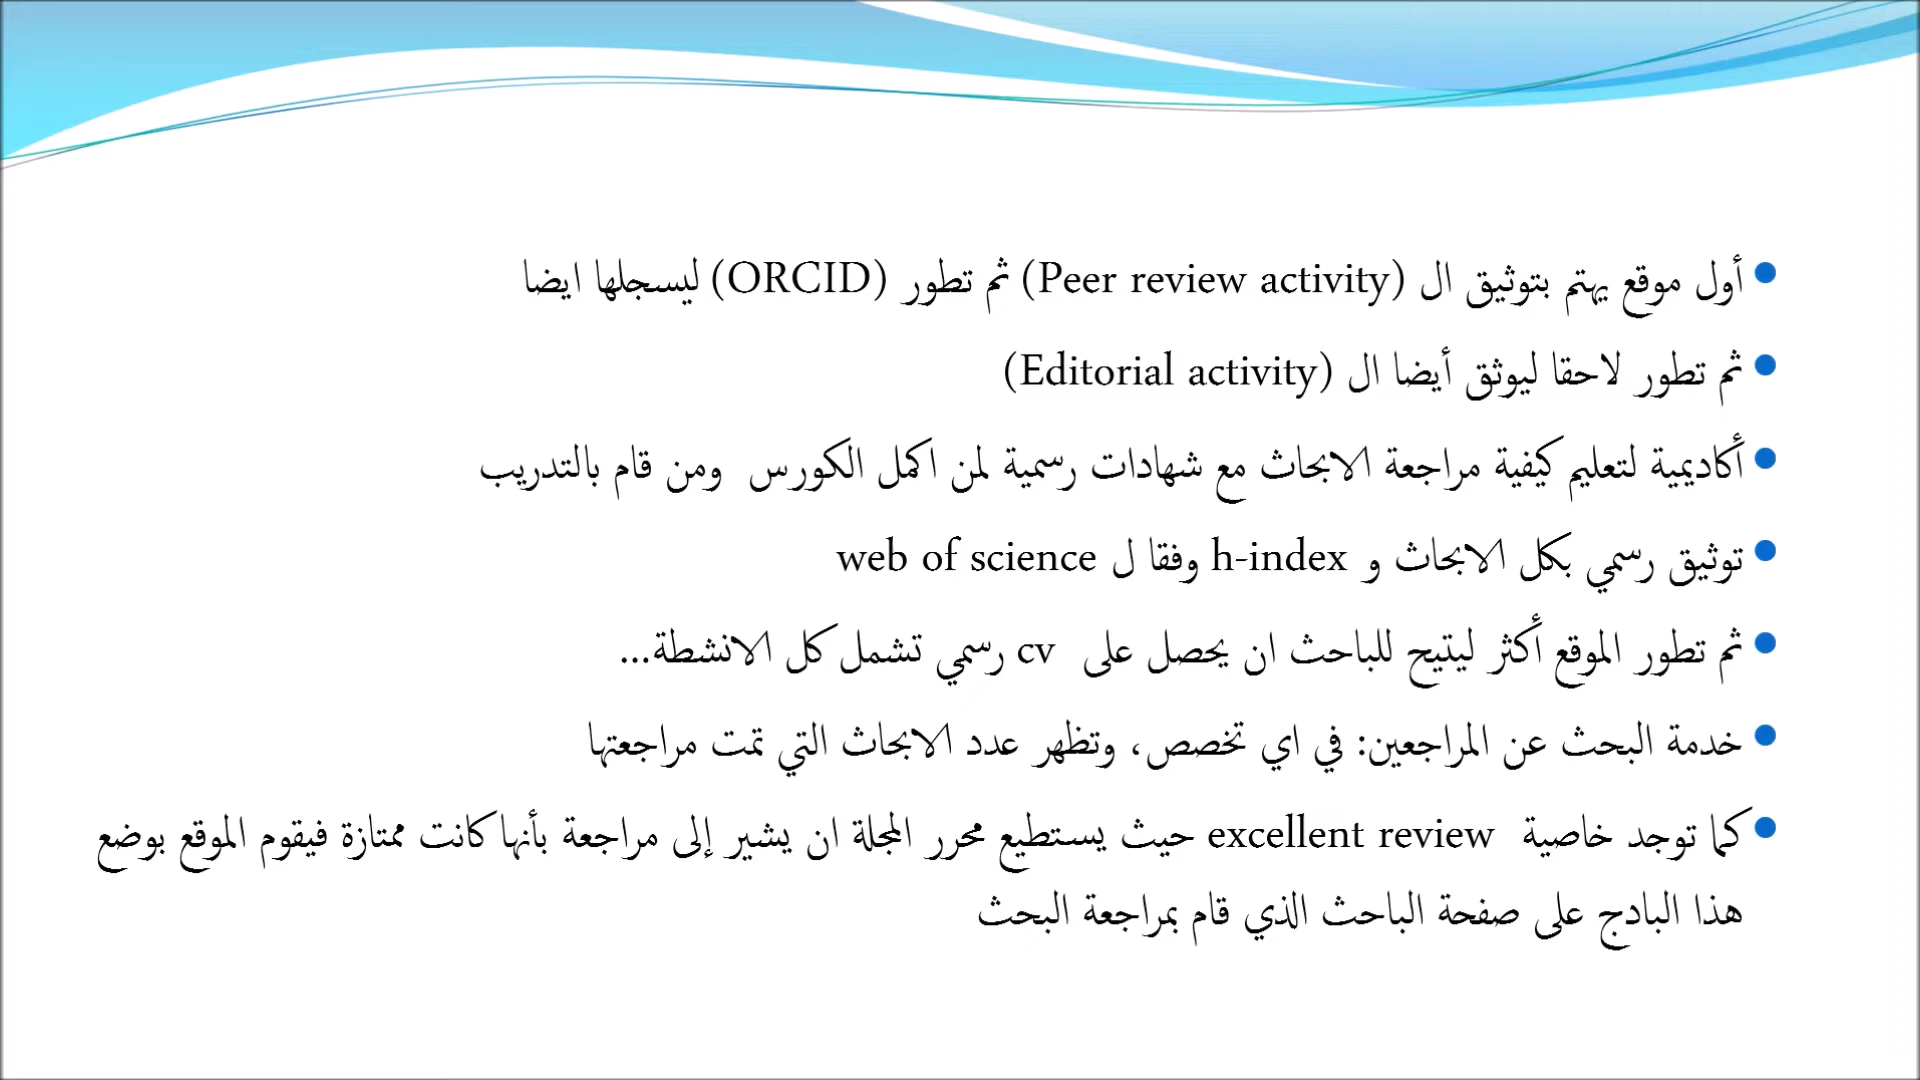 أول موقع يهتم بتوثيق ال (Peer review activity) ثم تطور (ORCID) ليسجلها ايضا
ثم تطور لاحقا ليوثق أيضا ال (Editorial activity)
أكاديمية لتعليم كيفية مراجعة الابحاث مع شهادات رسمية لمن اكمل الكورس ومن قام بالتدريب
توثيق رسمي بكل الابحاث و h-index وفقا ل web of science
ثم تطور الموقع أكثر ليتيح للباحث ان يحصل على cv رسمي تشمل كل الانشطة...
خدمة البحث عن المراجعين: في اي تخصص، وتظهر عدد الابحاث التي تمت مراجعتها
كما توجد خاصية excellent review حيث يستطيع محرر المجلة ان يشير إلى مراجعة بأنها كانت ممتازة فيقوم الموقع بوضع
هذا البادج على صفحة الباحث الذي قام بمراجعة البحث